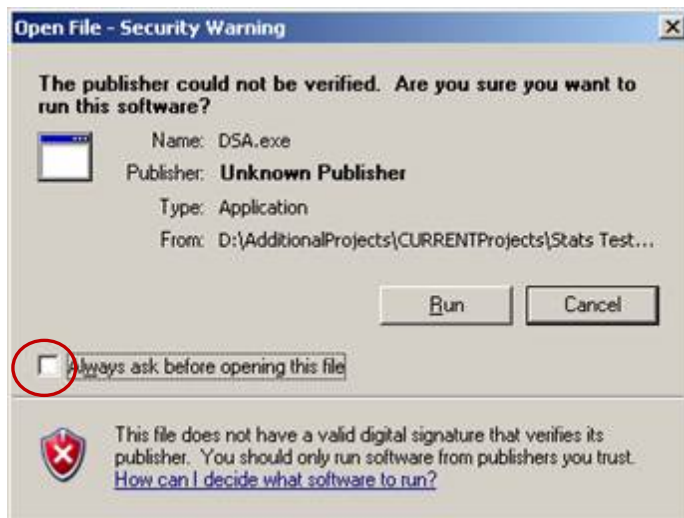 Open File - Security Warning
The publisher could not be verified. Are you sure you want to
run this software?
Name: DSA.exe
Publisher: Unknown Publisher
Type: Application
From: D:\AdditionalProjects\CURRENTProjects\Stats Test...
Run Cancel
Always ask before opening this file
This file does not have a valid digital signature that verifies its
publisher. You should only run software from publishers you trust.
How can I decide what software to run?